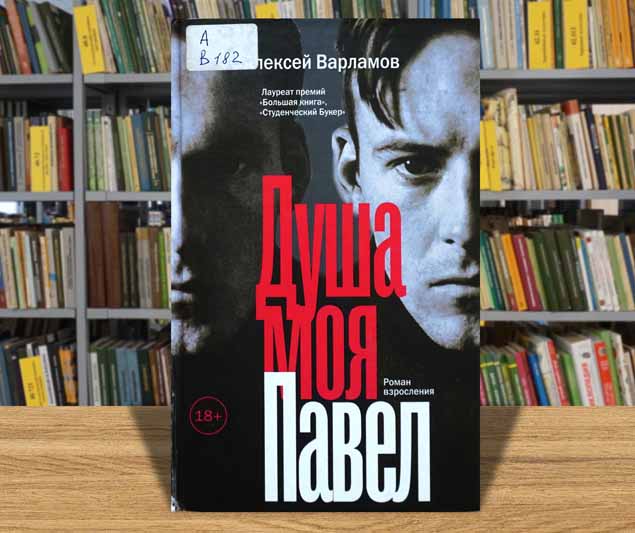 А
В 182
лексей Варламов
Лауреат премий
«Большая книга»,
«Студенческий Букер»
Душа
моя
Павел
Роман
взросления
18+